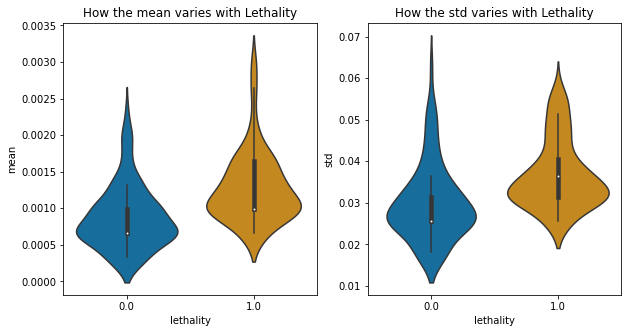 How the mean varies with Lethality
mean
0.0035
0.0030
0.0025
0.0020
0.0015
0.0010
0.0005
0.0000
0.0 1.0
lethality
How the std varies with Lethality
std
0.07
0.06
0.05
0.04
0.03
0.02
0.01
0.0 1.0
lethality